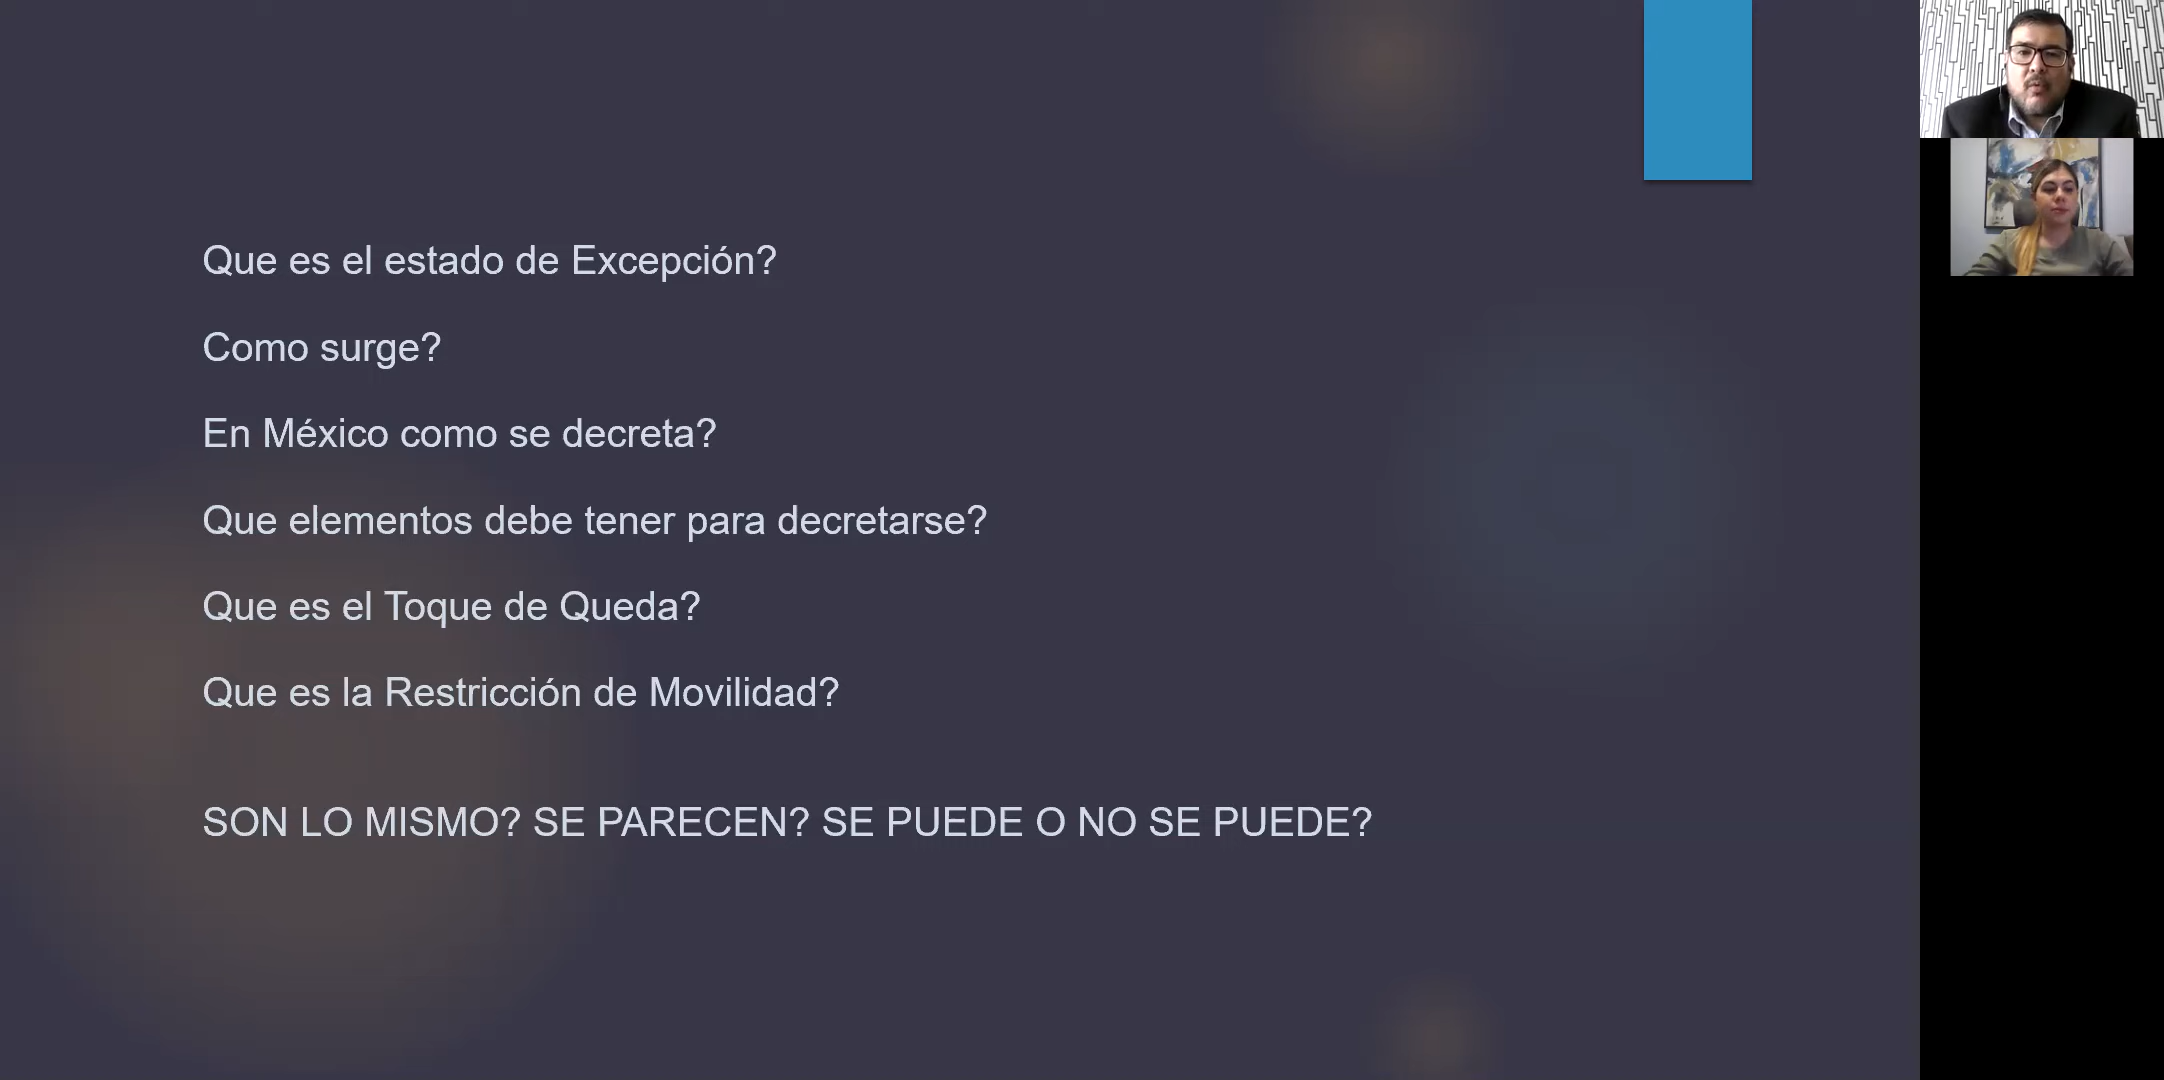 Que es el estado de Excepción?
Como surge?
En México como se decreta?
Que elementos debe tener para decretarse?
Que es el Toque de Queda?
Que es la Restricción de Movilidad?
SON LO MISMO? SE PARECEN? SE PUEDE O NO SE PUEDE?